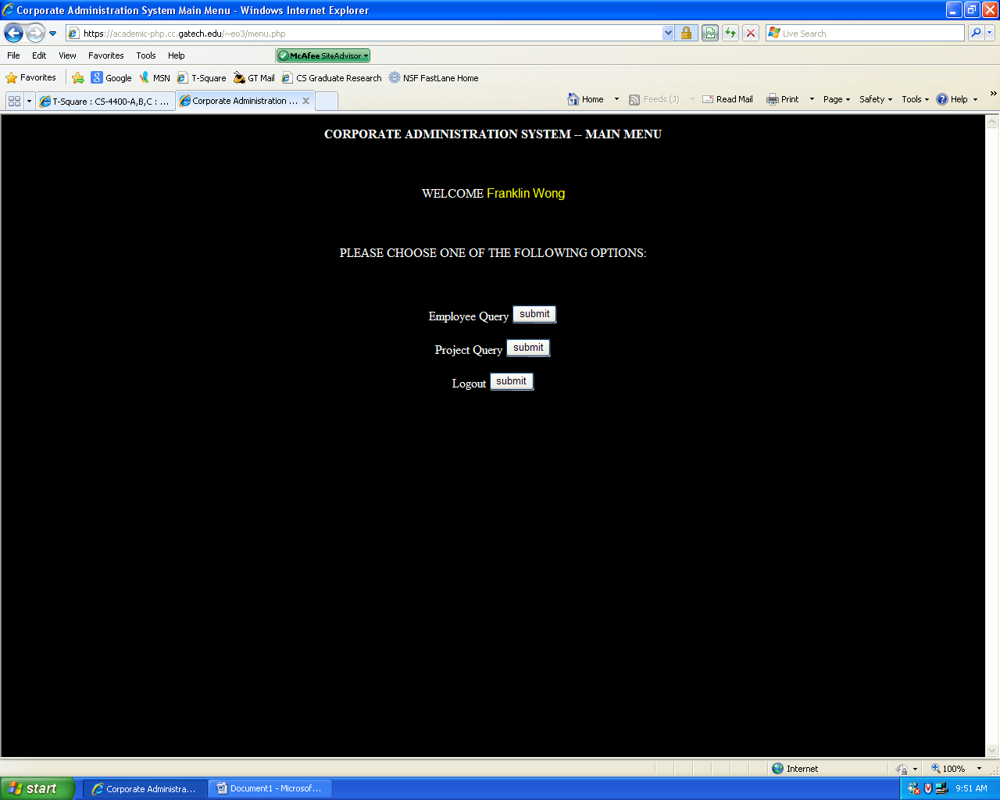 Corporate Administration System Main Menu - Windows Internet Explorer
https://academic-php.cc.gatech.edu/~eo3/menu.php
Live Search
File Edit View Favorites Tools Help
McAfee SiteAdvisor
Favorites Google MSN T-Square GT Mail CS Graduate Research NSF FastLane Home
T-Square : CS-4400-A,B,C : ... Corporate Administration ... Home Feeds (J) Read Mail Print Page Safety Tools Help
CORPORATE ADMINISTRATION SYSTEM -- MAIN MENU
WELCOME Franklin Wong
PLEASE CHOOSE ONE OF THE FOLLOWING OPTIONS:
Employee Query submit
Project Query submit
Logout submit
Internet 100%
start Corporate Administra... Document1 - Microsof... 9:51 AM